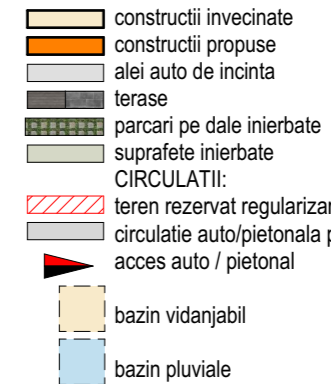 constructii invecinate
constructii propuse
alei auto de incinta
terase
parcari pe dale inierbate
suprafete inierbate
CIRCULATII:
teren rezervat regularizar
circulatie auto/pietonala p
acces auto / pietonal
bazin vidanjabil
bazin pluviale